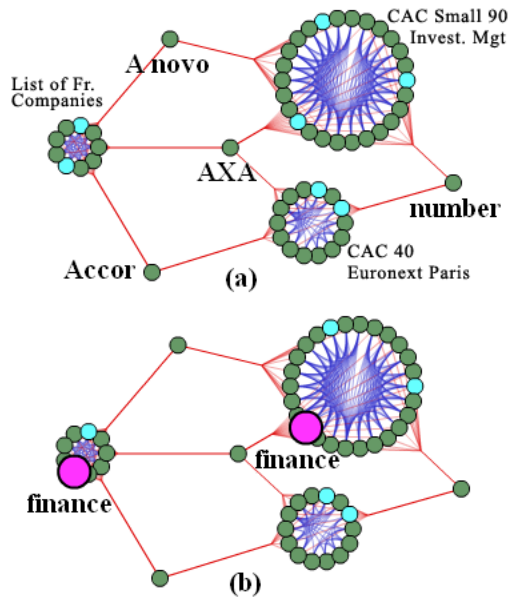 CAC Small 90
Invest. Mgt
A novo
List of Fr.
Companies
AXA
number
Accor
CAC 40
Euronext Paris
(a)
finance
finance
(b)